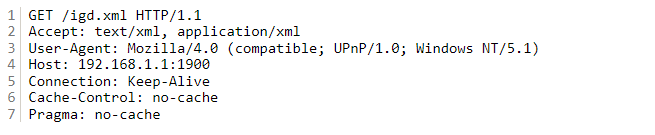 1 GET /igd.xml HTTP/1.1
2 Accept: text/xml, application/xml
3 User-Agent: Mozilla/4.0 (compatible; UPnP/1.0; Windows NT/5.1)
4 Host: 192.168.1.1:1900
5 Connection: Keep-Alive
6 Cache-Control: no-cache
7 Pragma: no-cache